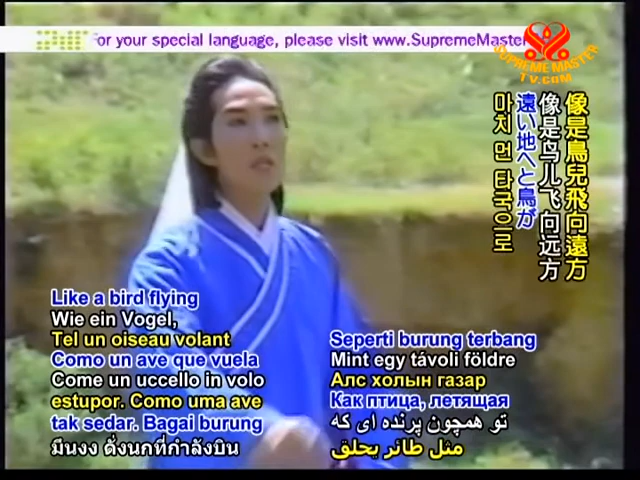 For your special language, please visit www.SupremeMaster
SUPREME MASTER
TV.COM
像是鳥兒飛向遠方
像是鸟儿飞向远方
遠い地へと鳥が
마치 먼 타국으로
Like a bird flying
Wie ein Vogel,
Tel un oiseau volant
Como un ave que vuela
Come un uccello in volo
estupor. Como uma ave
tak sedar. Bagai burung
มึนงง ดั่งนกที่กำลังบิน
Seperti burung terbang
Mint egy távoli földre
Алс холын газар
Как птица, летящая
تو همچون پرنده ای که
مثل طائر يحلق